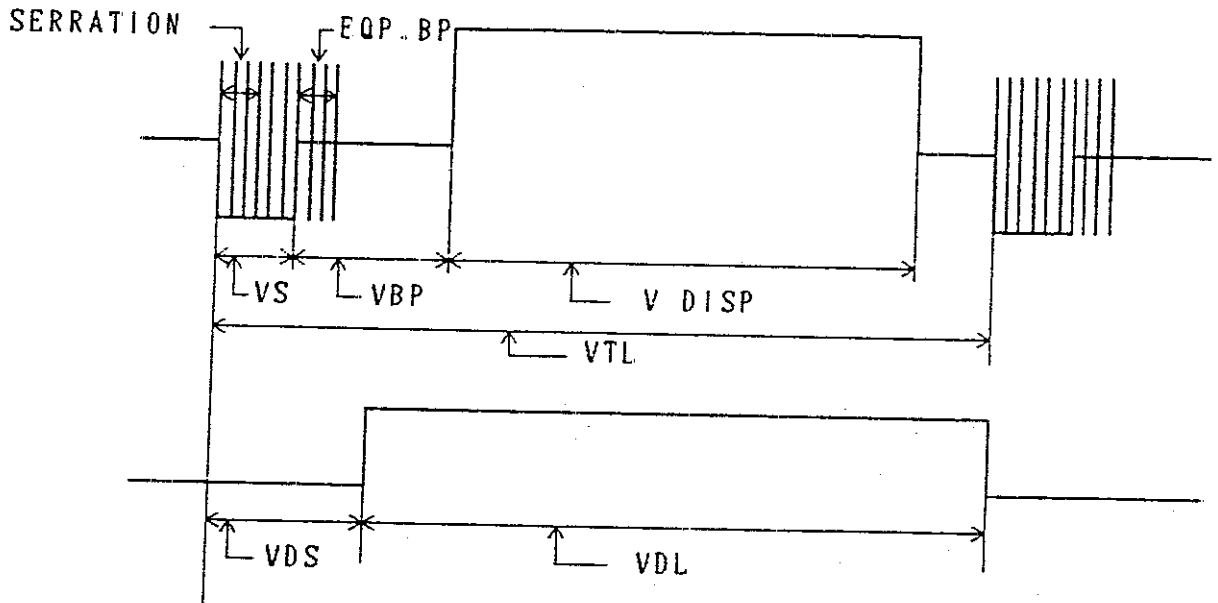 SERRATION
EQP.BP
VS
VBP
V DISP
VTL
VDS
VDL